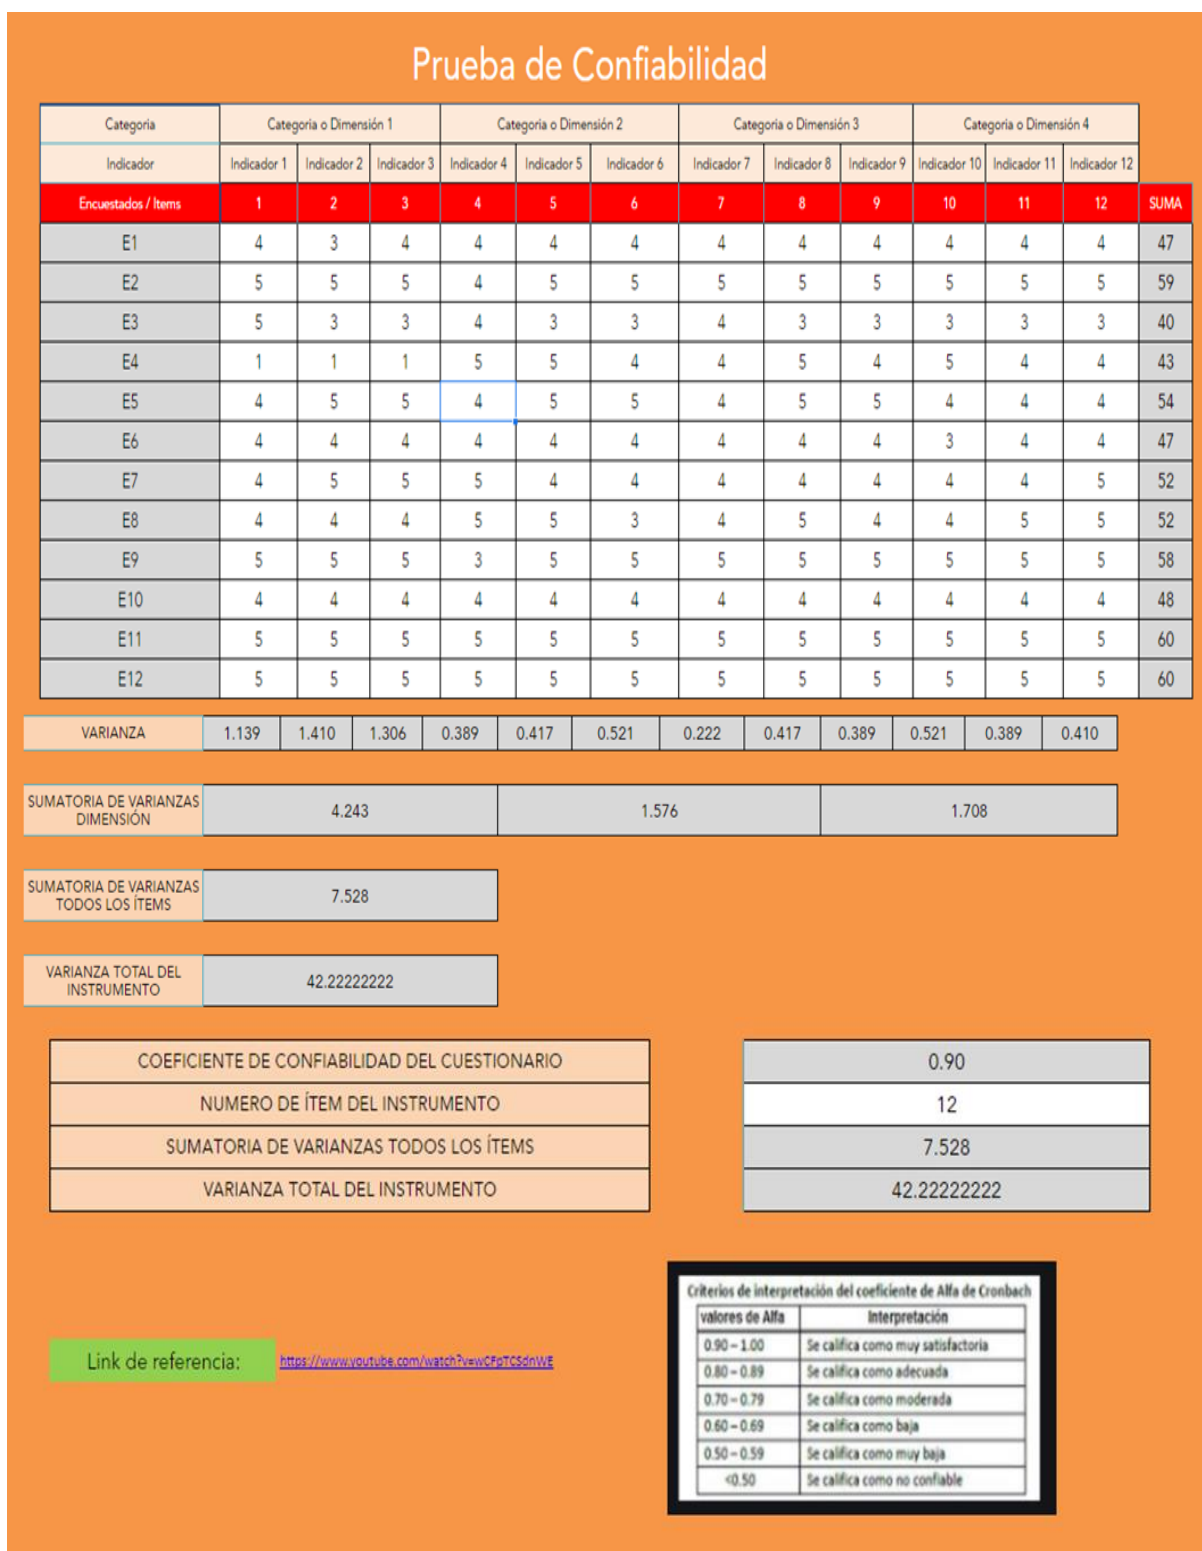 Prueba de Confiabilidad
Categoria Categoria o Dimensión 1 Categoria o Dimensión 2 Categoria o Dimensión 3 Categoria o Dimensión 4
Indicador Indicador 1 Indicador 2 Indicador 3 Indicador 4 Indicador 5 Indicador 6 Indicador 7 Indicador 8 Indicador 9 Indicador 10 Indicador 11 Indicador 12
Encuestados / Items 1 2 3 4 5 6 7 8 9 10 11 12 SUMA
E1 4 3 4 4 4 4 4 4 4 4 4 4 47
E2 5 5 5 4 5 5 5 5 5 5 5 5 59
E3 5 3 3 4 3 3 4 3 3 3 3 3 40
E4 1 1 1 5 5 4 4 5 4 5 4 4 43
E5 4 5 5 4 5 5 4 5 5 4 4 4 54
E6 4 4 4 4 4 4 4 4 4 3 4 4 47
E7 4 5 5 5 4 4 4 4 4 4 4 5 52
E8 4 4 4 5 5 3 4 5 4 4 5 5 52
E9 5 5 5 3 5 5 5 5 5 5 5 5 58
E10 4 4 4 4 4 4 4 4 4 4 4 4 48
E11 5 5 5 5 5 5 5 5 5 5 5 5 60
E12 5 5 5 5 5 5 5 5 5 5 5 5 60
VARIANZA 1.139 1.410 1.306 0.389 0.417 0.521 0.222 0.417 0.389 0.521 0.389 0.410
SUMATORIA DE VARIANZAS
DIMENSIÓN 4.243 1.576 1.708
SUMATORIA DE VARIANZAS
TODOS LOS ÍTEMS 7.528
VARIANZA TOTAL DEL
INSTRUMENTO 42.22222222
COEFICIENTE DE CONFIABILIDAD DEL CUESTIONARIO 0.90
NUMERO DE ÍTEM DEL INSTRUMENTO 12
SUMATORIA DE VARIANZAS TODOS LOS ÍTEMS 7.528
VARIANZA TOTAL DEL INSTRUMENTO 42.22222222
Criterios de interpretación del coeficiente de Alfa de Cronbach
valores de Alfa Interpretación
0.90 – 1.00 Se califica como muy satisfactoria
0.80 – 0.89 Se califica como adecuada
0.70 – 0.79 Se califica como moderada
0.60 – 0.69 Se califica como baja
0.50 – 0.59 Se califica como muy baja
<0.50 Se califica como no confiable
Link de referencia: https://www.youtube.com/watch?v=wCFpTCSdnWE